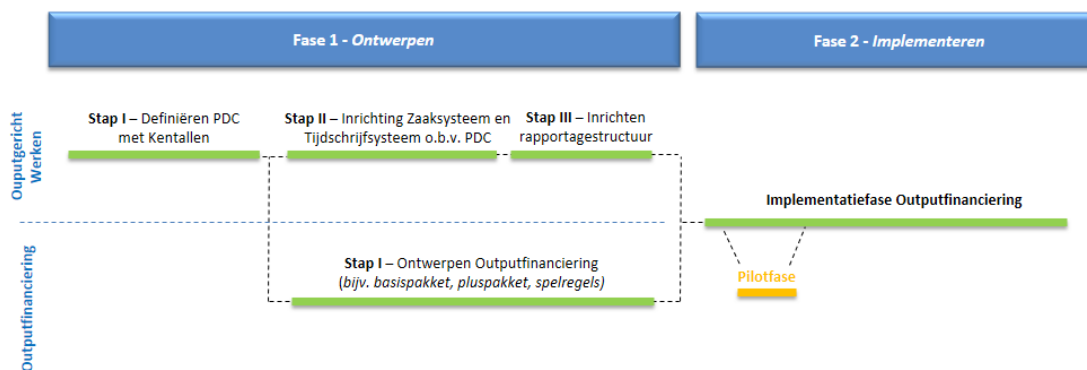 Fase 1 - Ontwerpen
Fase 2 - Implementeren
Ouputgericht
Werken
Stap I – Definiëren PDC
met Kentallen
Stap II – Inrichting Zaaksysteem en
Tijdschrijfsysteem o.b.v. PDC
Stap III – Inrichten
rapportagestructuur
Implementatiefase Outputfinanciering
Pilotfase
Outputfinanciering
Stap I – Ontwerpen Outputfinanciering
(bijv. basispakket, pluspakket, spelregels)